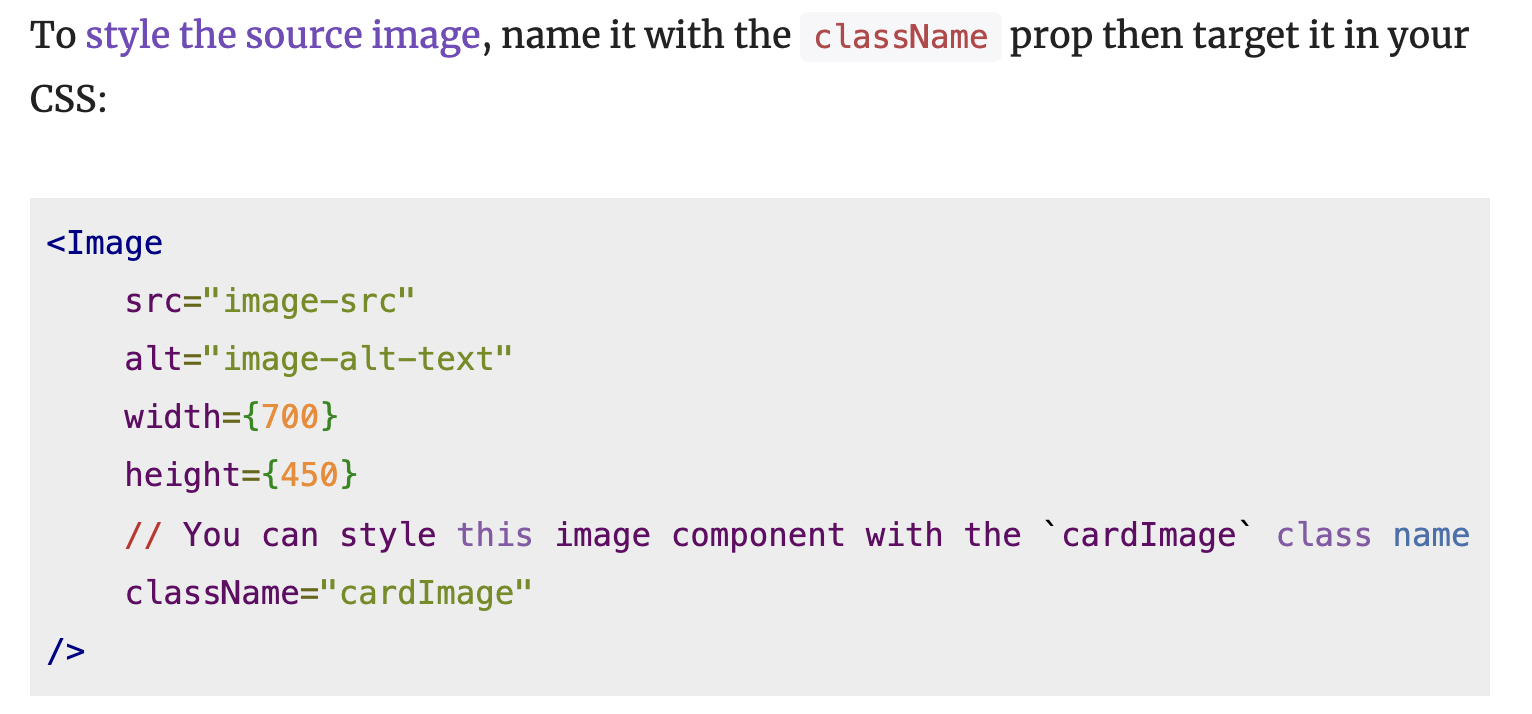 To style the source image, name it with the className prop then target it in your
CSS:
<Image
src="image-src"
alt="image-alt-text"
width={700}
height={450}
// You can style this image component with the `cardImage` class name
className="cardImage"
/>